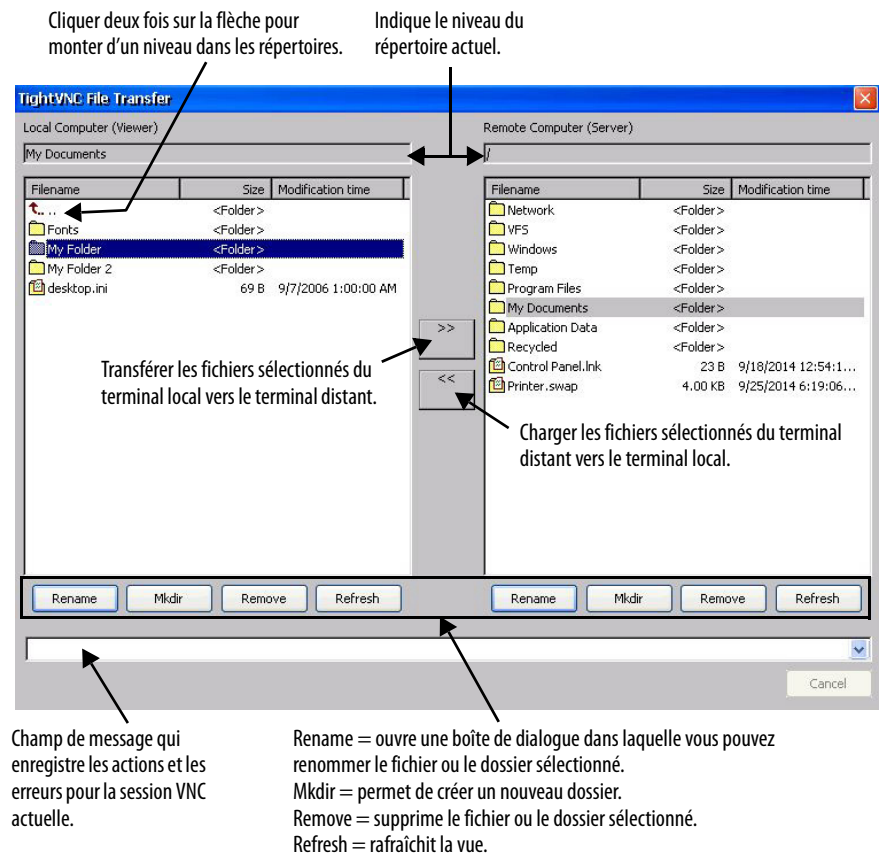 Cliquer deux fois sur la flèche pour
monter d'un niveau dans les répertoires.
Indique le niveau du
répertoire actuel.
TightVNC File Transfer
Local Computer (Viewer)
Remote Computer (Server)
My Documents
/
Filename Size Modification time
.. <Folder>
Fonts <Folder>
My Folder <Folder>
My Folder 2 <Folder>
desktop.ini 69 B 9/7/2006 1:00:00 AM
Filename Size Modification time
Network <Folder>
VFS <Folder>
Windows <Folder>
Temp <Folder>
Program Files <Folder>
My Documents <Folder>
Application Data <Folder>
Recycled <Folder>
Control Panel.lnk 23 B 9/18/2014 12:54:1...
Printer.swap 4.00 KB 9/25/2014 6:19:06...
>>
<<
Transférer les fichiers sélectionnés du
terminal local vers le terminal distant.
Charger les fichiers sélectionnés du terminal
distant vers le terminal local.
Rename Mkdir Remove Refresh
Rename Mkdir Remove Refresh
Cancel
Champ de message qui
enregistre les actions et les
erreurs pour la session VNC
actuelle.
Rename = ouvre une boîte de dialogue dans laquelle vous pouvez
renommer le fichier ou le dossier sélectionné.
Mkdir = permet de créer un nouveau dossier.
Remove = supprime le fichier ou le dossier sélectionné.
Refresh = rafraîchit la vue.